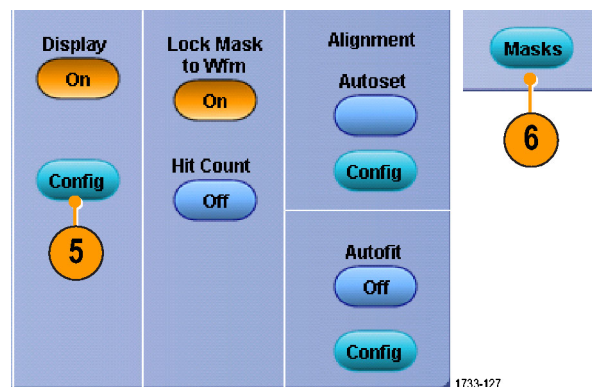 Display
On
Config
5
Lock Mask
to Wfm
On
Hit Count
Off
Alignment
Autoset
Config
Autofit
Off
Config
Masks
6
1733-127